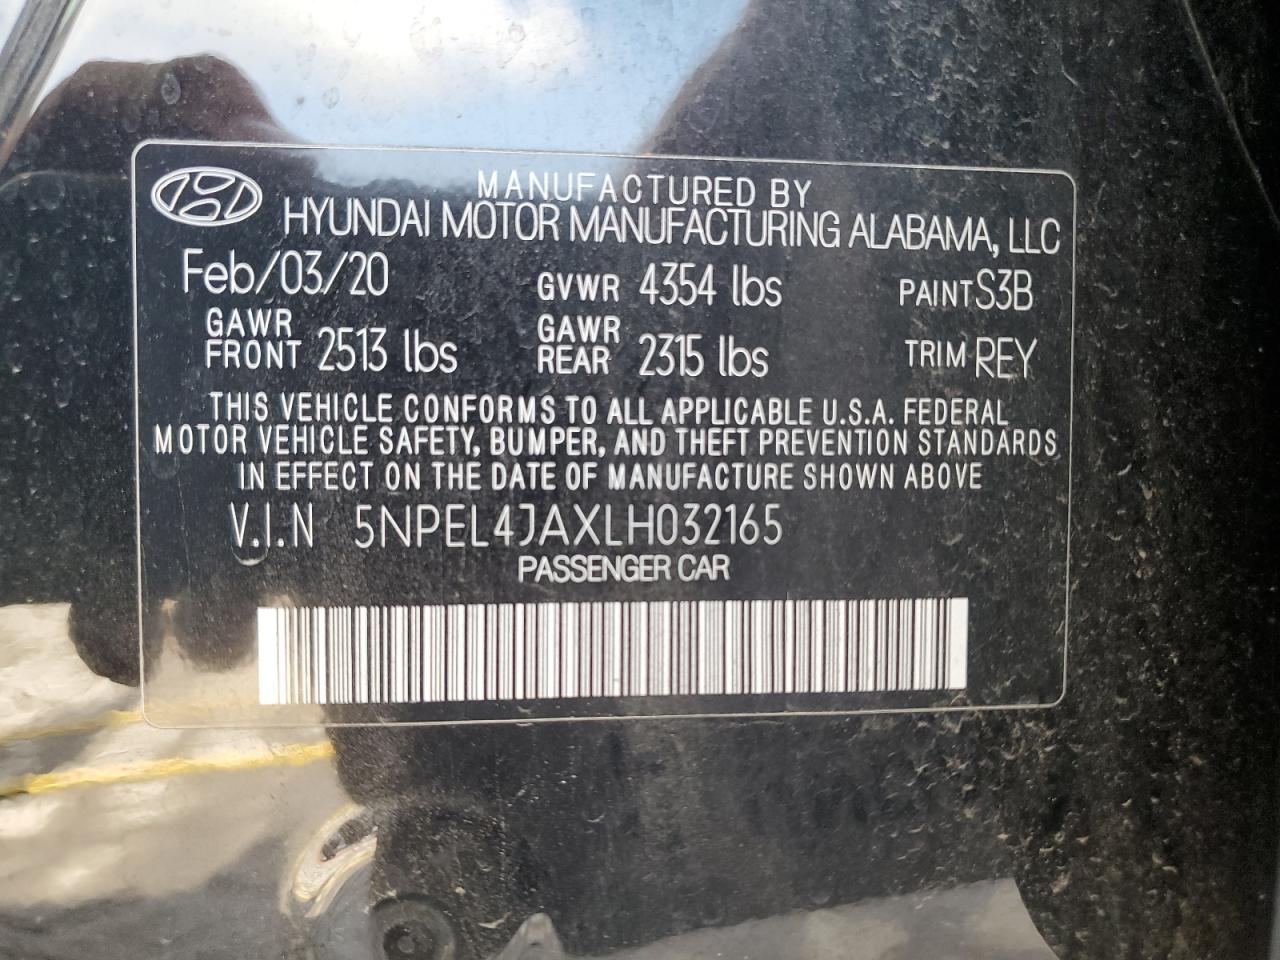 MANUFACTURED BY
HYUNDAI MOTOR MANUFACTURING ALABAMA, LLC
Feb/03/20 GVWR 4354 lbs PAINT S3B
GAWR FRONT 2513 lbs GAWR REAR 2315 lbs TRIM REY
THIS VEHICLE CONFORMS TO ALL APPLICABLE U.S.A. FEDERAL
MOTOR VEHICLE SAFETY, BUMPER, AND THEFT PREVENTION STANDARDS
IN EFFECT ON THE DATE OF MANUFACTURE SHOWN ABOVE
V.I.N 5NPEL4JAXLH032165
PASSENGER CAR